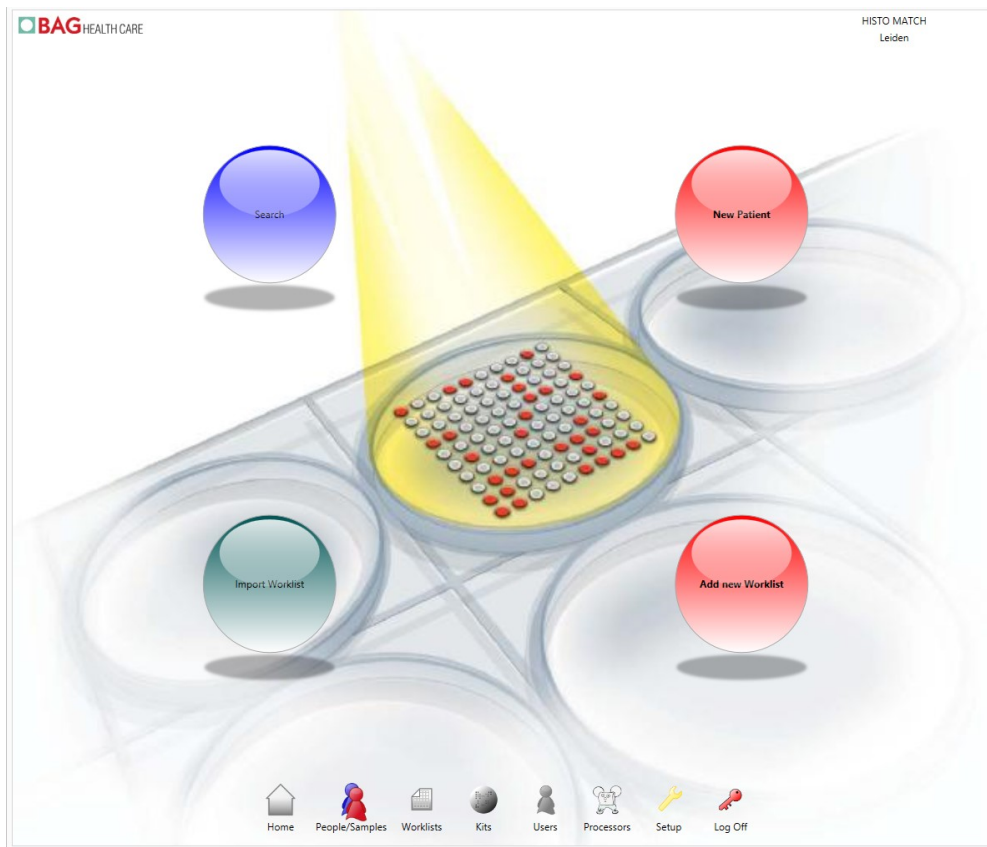 BAG HEALTH CARE
HISTO MATCH
Leiden
Search
New Patient
Import Worklist
Add new Worklist
Home People/Samples Worklists Kits Users Processors Setup Log Off